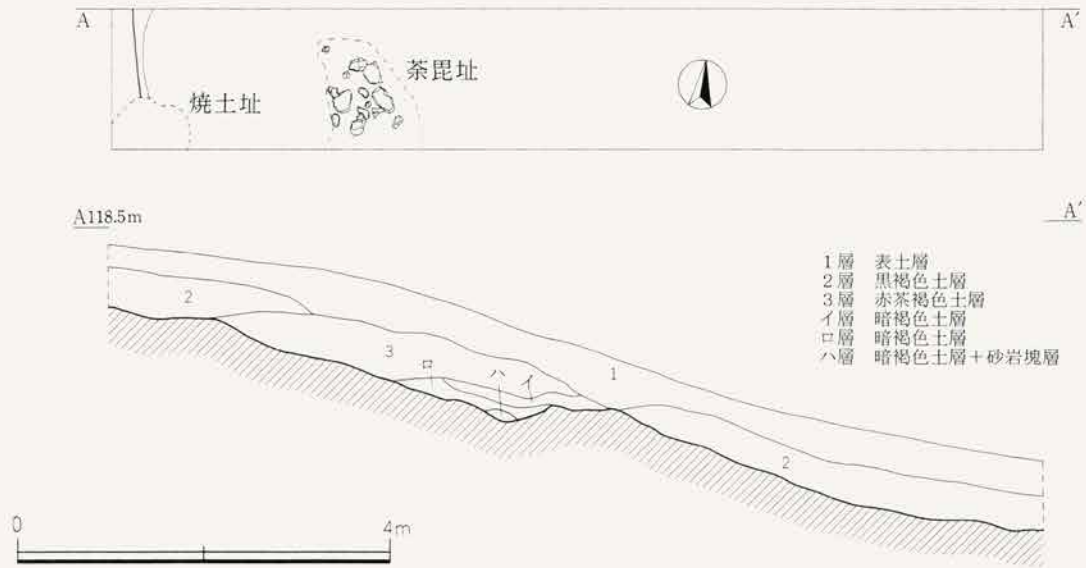 A A′
荼毘址
焼土址
A118.5m A′
1層 表土層
2層 黒褐色土層
3層 赤茶褐色土層
イ層 暗褐色土層
ロ層 暗褐色土層
ハ層 暗褐色土層+砂岩塊層
2
3
ロ ハ イ
1
2
0 4m